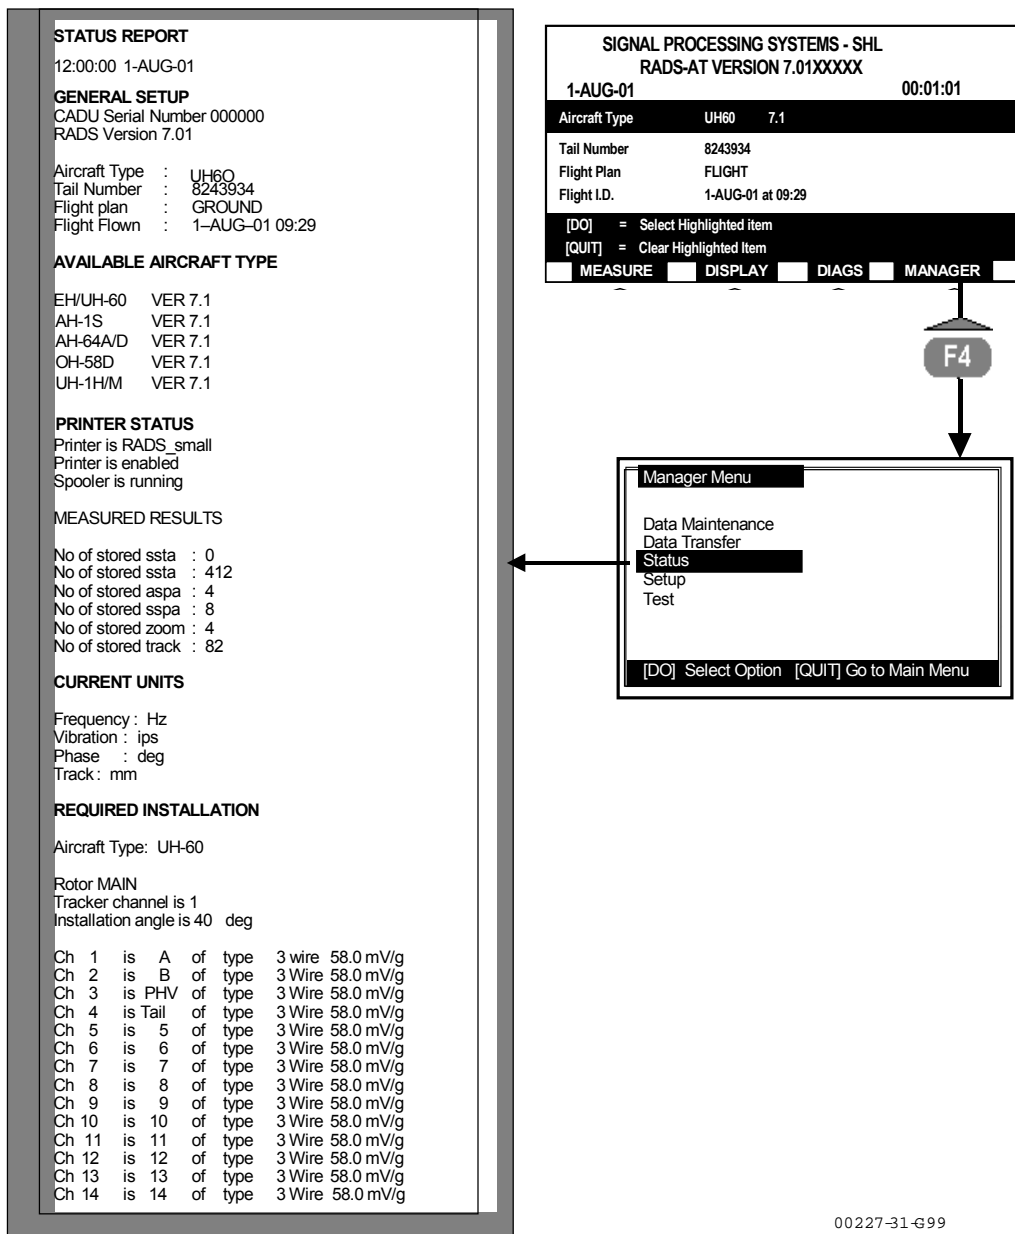 STATUS REPORT
12:00:00 1-AUG-01
GENERAL SETUP
CADU Serial Number 000000
RADS Version 7.01
Aircraft Type : UH6O
Tail Number : 8243934
Flight plan : GROUND
Flight Flown : 1–AUG–01 09:29
AVAILABLE AIRCRAFT TYPE
EH/UH-60 VER 7.1
AH-1S VER 7.1
AH-64A/D VER 7.1
OH-58D VER 7.1
UH-1H/M VER 7.1
PRINTER STATUS
Printer is RADS_small
Printer is enabled
Spooler is running
MEASURED RESULTS
No of stored ssta : 0
No of stored ssta : 412
No of stored aspa : 4
No of stored sspa : 8
No of stored zoom : 4
No of stored track : 82
CURRENT UNITS
Frequency : Hz
Vibration : ips
Phase : deg
Track : mm
REQUIRED INSTALLATION
Aircraft Type: UH-60
Rotor MAIN
Tracker channel is 1
Installation angle is 40 deg
Ch 1 is A of type 3 wire 58.0 mV/g
Ch 2 is B of type 3 Wire 58.0 mV/g
Ch 3 is PHV of type 3 Wire 58.0 mV/g
Ch 4 is Tail of type 3 Wire 58.0 mV/g
Ch 5 is 5 of type 3 Wire 58.0 mV/g
Ch 6 is 6 of type 3 Wire 58.0 mV/g
Ch 7 is 7 of type 3 Wire 58.0 mV/g
Ch 8 is 8 of type 3 Wire 58.0 mV/g
Ch 9 is 9 of type 3 Wire 58.0 mV/g
Ch 10 is 10 of type 3 Wire 58.0 mV/g
Ch 11 is 11 of type 3 Wire 58.0 mV/g
Ch 12 is 12 of type 3 Wire 58.0 mV/g
Ch 13 is 13 of type 3 Wire 58.0 mV/g
Ch 14 is 14 of type 3 Wire 58.0 mV/g
SIGNAL PROCESSING SYSTEMS - SHL
RADS-AT VERSION 7.01XXXXX
1-AUG-01 00:01:01
Aircraft Type UH60 7.1
Tail Number 8243934
Flight Plan FLIGHT
Flight I.D. 1-AUG-01 at 09:29
[DO] = Select Highlighted item
[QUIT] = Clear Highlighted Item
MEASURE DISPLAY DIAGS MANAGER
F4
Manager Menu
Data Maintenance
Data Transfer
Status
Setup
Test
[DO] Select Option [QUIT] Go to Main Menu
00227-31-G99